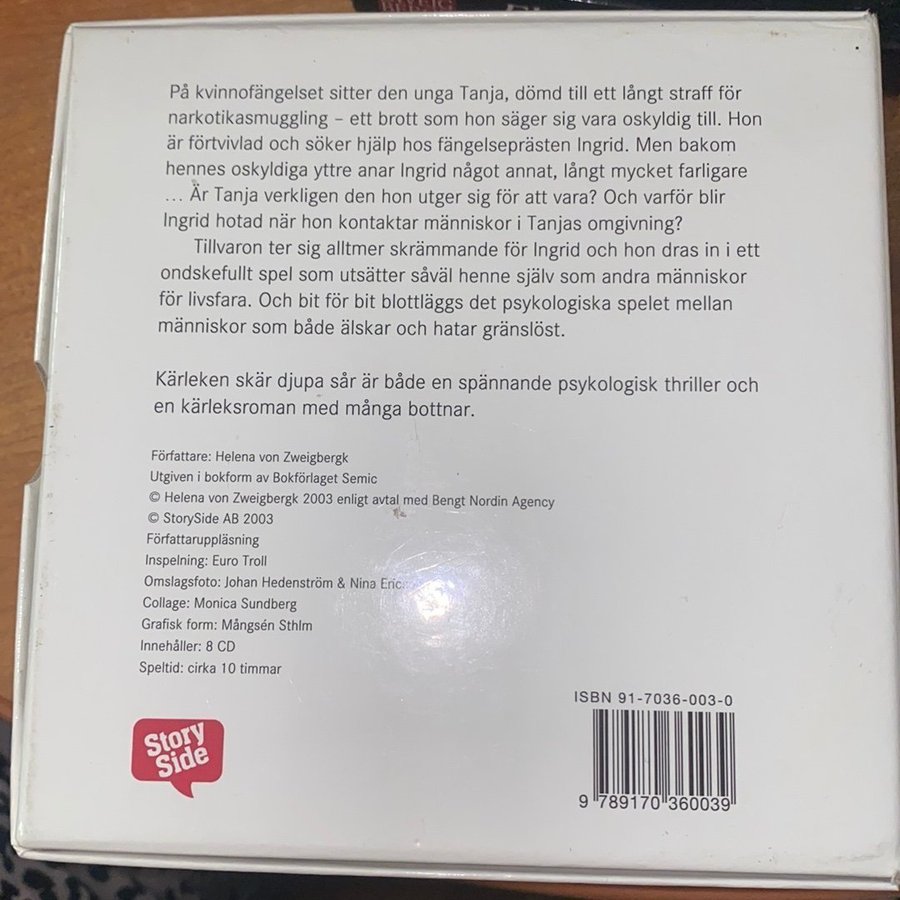 På kvinnofängelset sitter den unga Tanja, dömd till ett långt straff för
narkotikasmuggling – ett brott som hon säger sig vara oskyldig till. Hon
är förtvivlad och söker hjälp hos fängelseprästen Ingrid. Men bakom
hennes oskyldiga yttre anar Ingrid något annat, långt mycket farligare
... Är Tanja verkligen den hon utger sig för att vara? Och varför blir
Ingrid hotad när hon kontaktar människor i Tanjas omgivning?
Tillvaron ter sig alltmer skrämmande för Ingrid och hon dras in i ett
ondskefullt spel som utsätter såväl henne själv som andra människor
för livsfara. Och bit för bit blottläggs det psykologiska spelet mellan
människor som både älskar och hatar gränslöst.
Kärleken skär djupa sår är både en spännande psykologisk thriller och
en kärleksroman med många bottnar.
Författare: Helena von Zweigbergk
Utgiven i bokform av Bokförlaget Semic
© Helena von Zweigbergk 2003 enligt avtal med Bengt Nordin Agency
© StorySide AB 2003
Författaruppläsning
Inspelning: Euro Troll
Omslagsfoto: Johan Hedenström & Nina
Collage: Monica Sundberg
Grafisk form: Mångsén Sthlm
Innehåller: 8 CD
Speltid: cirka 10 timmar
Story
Side
ISBN 91-7036-003-0
9 789170 360039